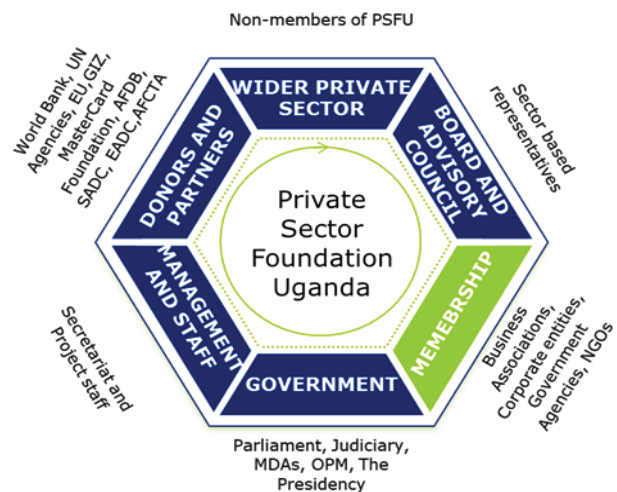 Non-members of PSFU
WIDER PRIVATE
SECTOR
BOARD AND
ADVISORY
COUNCIL
Sector based
representatives
MEMEBRSHIP
Business
Associations,
Corporate entities,
Government
Agencies, NGOs
GOVERNMENT
Parliament, Judiciary,
MDAs, OPM, The
Presidency
MANAGEMENT
AND STAFF
Secretariat and
Project staff
DONORS AND
PARTNERS
World Bank, UN
Agencies, EU,GIZ,
MasterCard
Foundation, AFDB,
SADC, EADC,AFCTA
Private
Sector
Foundation
Uganda